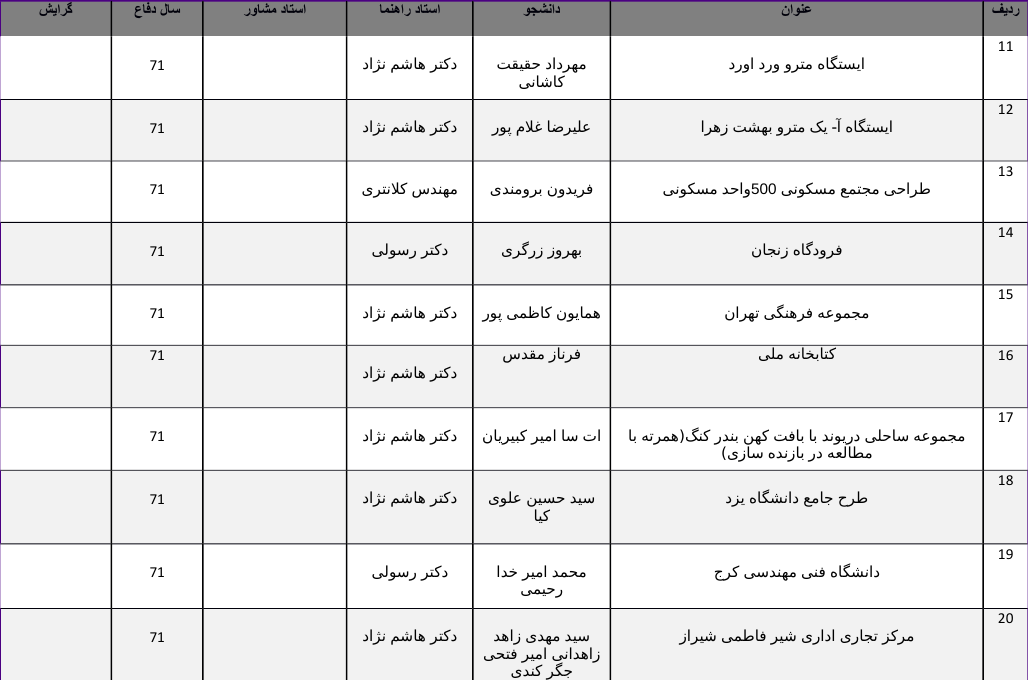 ردیف عنوان دانشجو استاد راهنما استاد مشاور سال دفاع گرایش
11 ایستگاه مترو ورد اورد مهرداد حقیقت کاشانی دکتر هاشم نژاد 71
12 ایستگاه آ- یک مترو بهشت زهرا علیرضا غلام پور دکتر هاشم نژاد 71
13 طراحی مجتمع مسکونی 500واحد مسکونی فریدون برومندی مهندس کلانتری 71
14 فرودگاه زنجان بهروز زرگری دکتر رسولی 71
15 مجموعه فرهنگی تهران همایون کاظمی پور دکتر هاشم نژاد 71
16 کتابخانه ملی فرناز مقدس دکتر هاشم نژاد 71
17 مجموعه ساحلی دریوند با بافت کهن بندر کنگ(همرته با مطالعه در بازنده سازی) ات سا امیر کبیریان دکتر هاشم نژاد 71
18 طرح جامع دانشگاه یزد سید حسین علوی کیا دکتر هاشم نژاد 71
19 دانشگاه فنی مهندسی کرج محمد امیر خدا رحیمی دکتر رسولی 71
20 مرکز تجاری اداری شیر فاطمی شیراز سید مهدی زاهد زاهدانی امیر فتحی جگر کندی دکتر هاشم نژاد 71